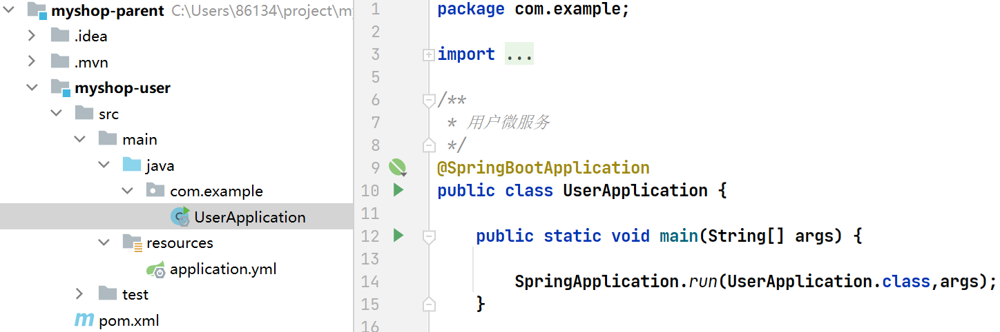 myshop-parent C:\Users\86134\project\my
.idea
.mvn
myshop-user
src
main
java
com.example
UserApplication
resources
application.yml
test
pom.xml
1 package com.example;
2
3 import ...
5
6 /**
7 * 用户微服务
8 */
9 @SpringBootApplication
10 public class UserApplication {
11
12 public static void main(String[] args) {
13
14 SpringApplication.run(UserApplication.class,args);
15 }
16